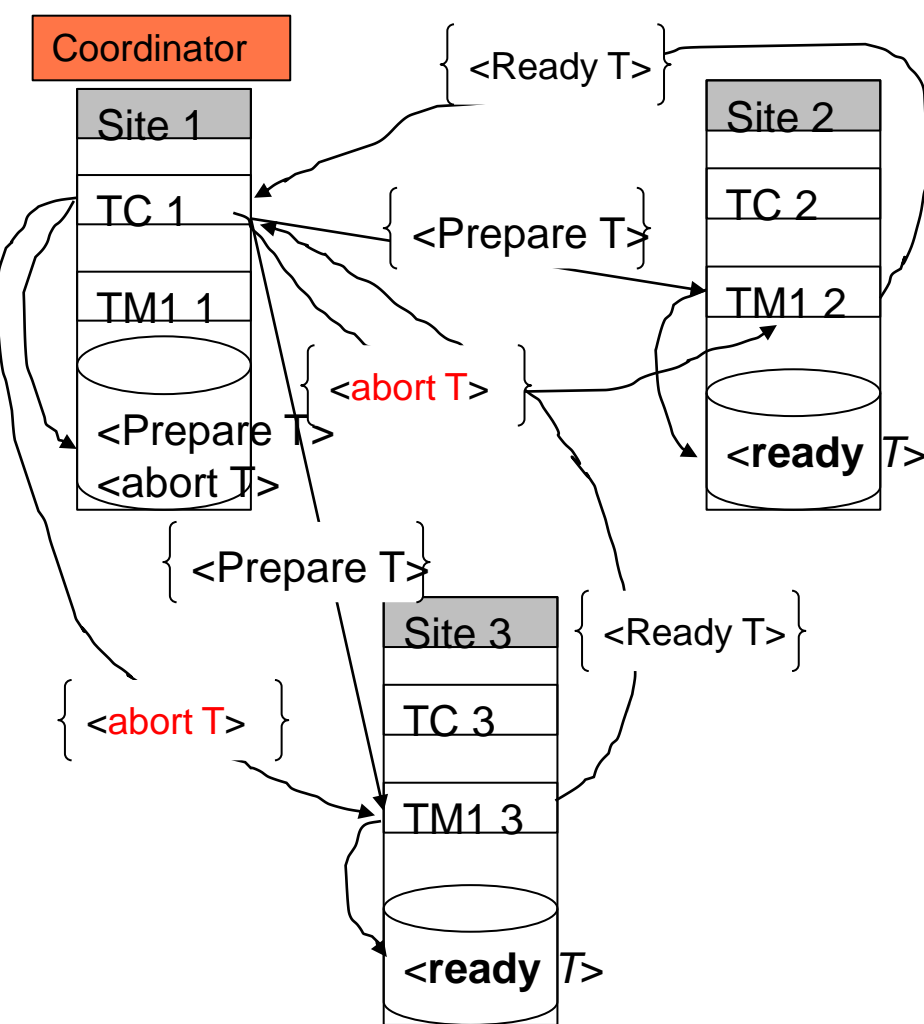 Coordinator
<Ready T>
Site 1
Site 2
TC 1
TC 2
<Prepare T>
TM1 1
TM1 2
<abort T>
<Prepare T>
<abort T>
<ready T>
<Prepare T>
Site 3
<Ready T>
<abort T>
TC 3
TM1 3
<ready T>